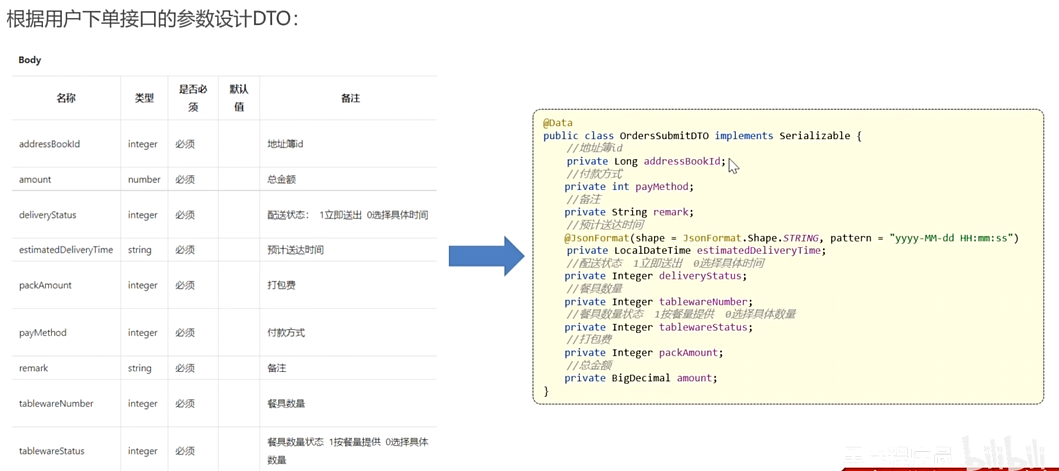 根据用户下单接口的参数设计DTO：
Body
名称 类型 是否必须 默认值 备注
addressBookId integer 必须 地址簿id
amount number 必须 总金额
deliveryStatus integer 必须 配送状态： 1立即送出 0选择具体时间
estimatedDeliveryTime string 必须 预计送达时间
packAmount integer 必须 打包费
payMethod integer 必须 付款方式
remark string 必须 备注
tablewareNumber integer 必须 餐具数量
tablewareStatus integer 必须 餐具数量状态 1按餐量提供 0选择具体数量
@Data
public class OrdersSubmitDTO implements Serializable {
//地址簿id
private Long addressBookId;
//付款方式
private int payMethod;
//备注
private String remark;
//预计送达时间
@JsonFormat(shape = JsonFormat.Shape.STRING, pattern = "yyyy-MM-dd HH:mm:ss")
private LocalDateTime estimatedDeliveryTime;
//配送状态 1立即送出 0选择具体时间
private Integer deliveryStatus;
//餐具数量
private Integer tablewareNumber;
//餐具数量状态 1按餐量提供 0选择具体数量
private Integer tablewareStatus;
//打包费
private Integer packAmount;
//总金额
private BigDecimal amount;
}
bilibili